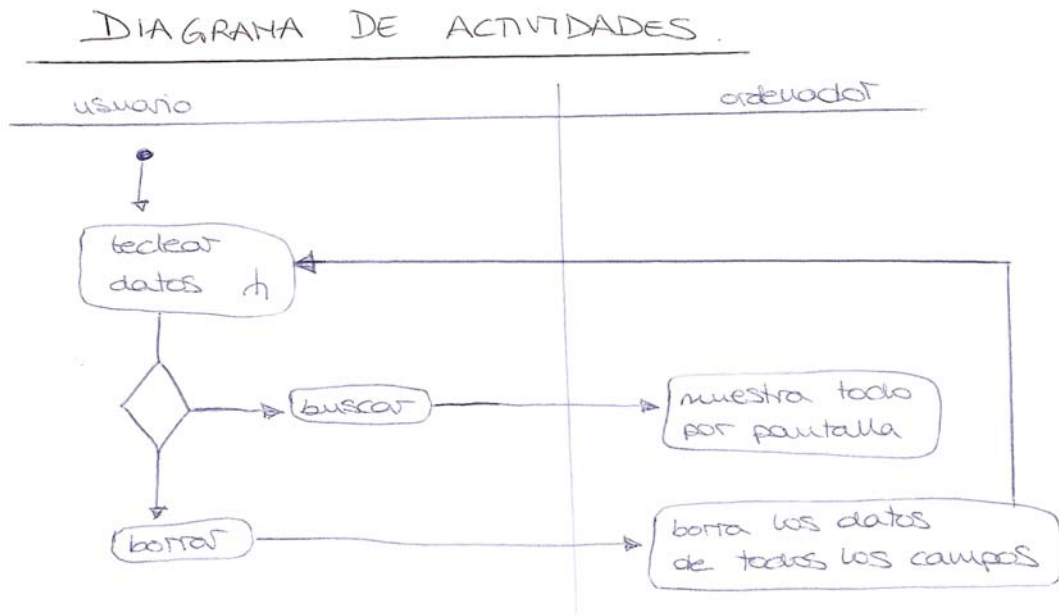 DIAGRAMA DE ACTIVIDADES.
usuario
ordenador
teclear
datos
buscar
muestra todo
por pantalla
borrar
borra los datos
de todos los campos